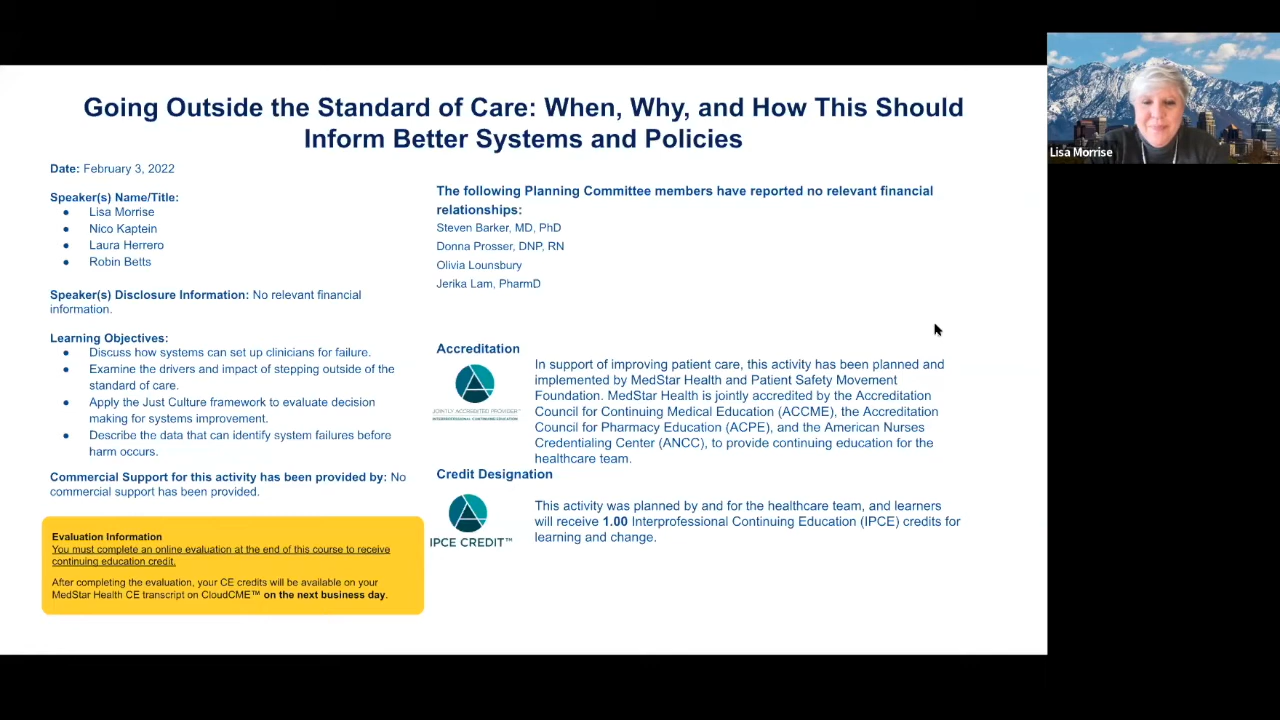 Going Outside the Standard of Care: When, Why, and How This Should
Inform Better Systems and Policies
Date: February 3, 2022
Speaker(s) Name/Title:
● Lisa Morrise
● Nico Kaptein
● Laura Herrero
● Robin Betts
Speaker(s) Disclosure Information: No relevant financial
information.
Learning Objectives:
● Discuss how systems can set up clinicians for failure.
● Examine the drivers and impact of stepping outside of the
standard of care.
● Apply the Just Culture framework to evaluate decision
making for systems improvement.
● Describe the data that can identify system failures before
harm occurs.
Commercial Support for this activity has been provided by: No
commercial support has been provided.
Evaluation Information
You must complete an online evaluation at the end of this course to receive
continuing education credit.
After completing the evaluation, your CE credits will be available on your
MedStar Health CE transcript on CloudCME™ on the next business day.
The following Planning Committee members have reported no relevant financial
relationships:
Steven Barker, MD, PhD
Donna Prosser, DNP, RN
Olivia Lounsbury
Jerika Lam, PharmD
Accreditation
JOINTLY ACCREDITED PROVIDER™
INTERPROFESSIONAL CONTINUING EDUCATION
In support of improving patient care, this activity has been planned and
implemented by MedStar Health and Patient Safety Movement
Foundation. MedStar Health is jointly accredited by the Accreditation
Council for Continuing Medical Education (ACCME), the Accreditation
Council for Pharmacy Education (ACPE), and the American Nurses
Credentialing Center (ANCC), to provide continuing education for the
healthcare team.
Credit Designation
IPCE CREDIT™
This activity was planned by and for the healthcare team, and learners
will receive 1.00 Interprofessional Continuing Education (IPCE) credits for
learning and change.
Lisa Morrise